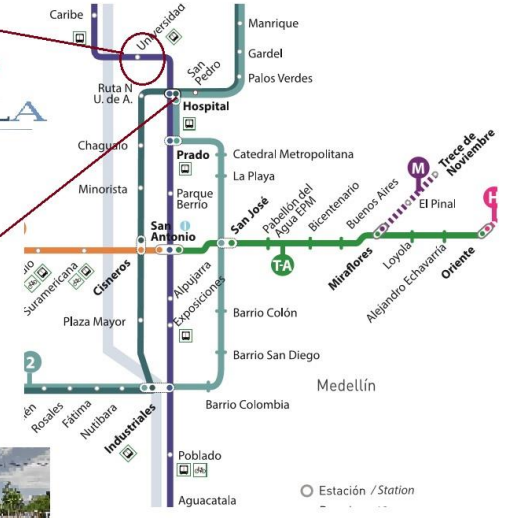 Caribe
Universidad
Manrique
Gardel
San
Pedro
Palos Verdes
Ruta N
U. de A.
Hospital
LA
Chagualo
Prado
Catedral Metropolitana
La Playa
Minorista
Parque
Berrío
San
Antonio
San José
Pabellón del
Agua EPM
Bicentenario
Buenos Aires
M
Trece de
Noviembre
El Pinal
H
T-A
Suramericana
Cisneros
Miraflores
Loyola
Alejandro Echavarría
Oriente
Alpujarra
Exposiciones
Plaza Mayor
Barrio Colón
Barrio San Diego
2
Medellín
Rosales
Fátima
Nutibara
Industriales
Barrio Colombia
Poblado
Aguacatala
Estación / Station